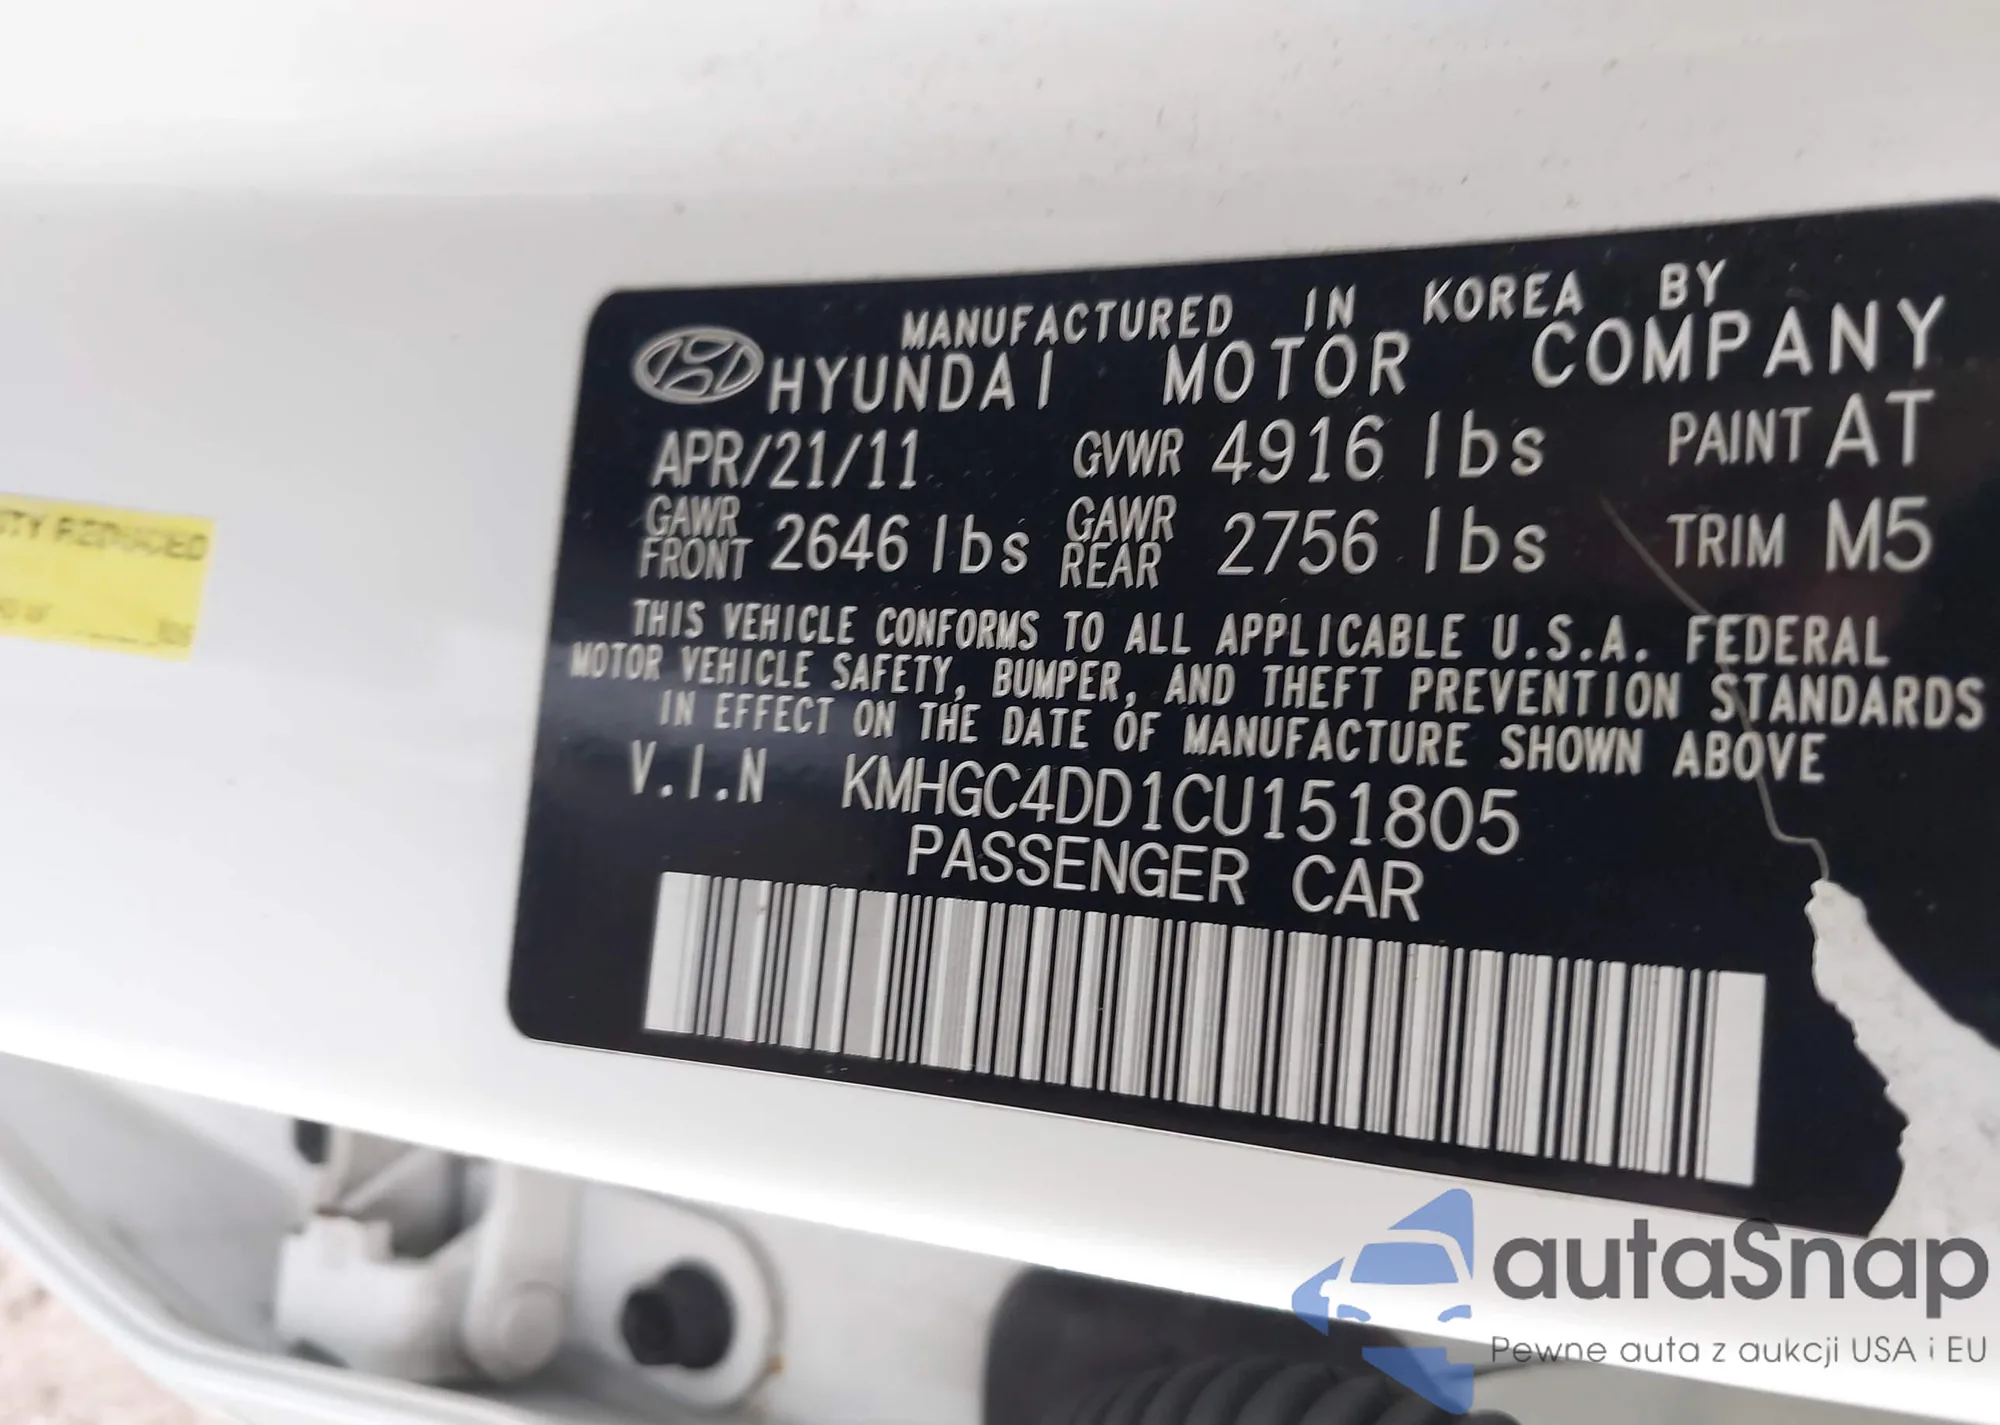 MANUFACTURED IN KOREA BY
HYUNDAI MOTOR COMPANY
APR/21/11 GVWR 4916 lbs PAINT AT
GAWR FRONT 2646 lbs GAWR REAR 2756 lbs TRIM M5
THIS VEHICLE CONFORMS TO ALL APPLICABLE U.S.A. FEDERAL
MOTOR VEHICLE SAFETY, BUMPER, AND THEFT PREVENTION STANDARDS
IN EFFECT ON THE DATE OF MANUFACTURE SHOWN ABOVE
V.I.N KMHGC4DD1CU151805
PASSENGER CAR
REDUCED
autaSnap
Pewne auta z aukcji USA i EU